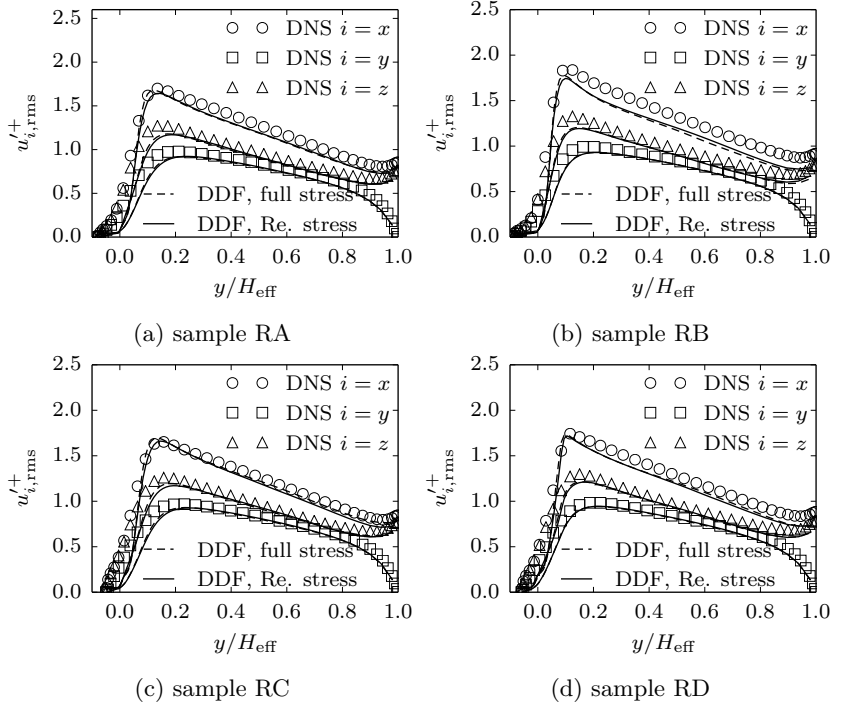 2.5
2.0
1.5
1.0
0.5
0.0
u′⁺ᵢ,rms
DNS i = x
DNS i = y
DNS i = z
DDF, full stress
DDF, Re. stress
0.0 0.2 0.4 0.6 0.8 1.0
y/H_eff
(a) sample RA
2.5
2.0
1.5
1.0
0.5
0.0
u′⁺ᵢ,rms
DNS i = x
DNS i = y
DNS i = z
DDF, full stress
DDF, Re. stress
0.0 0.2 0.4 0.6 0.8 1.0
y/H_eff
(b) sample RB
2.5
2.0
1.5
1.0
0.5
0.0
u′⁺ᵢ,rms
DNS i = x
DNS i = y
DNS i = z
DDF, full stress
DDF, Re. stress
0.0 0.2 0.4 0.6 0.8 1.0
y/H_eff
(c) sample RC
2.5
2.0
1.5
1.0
0.5
0.0
u′⁺ᵢ,rms
DNS i = x
DNS i = y
DNS i = z
DDF, full stress
DDF, Re. stress
0.0 0.2 0.4 0.6 0.8 1.0
y/H_eff
(d) sample RD